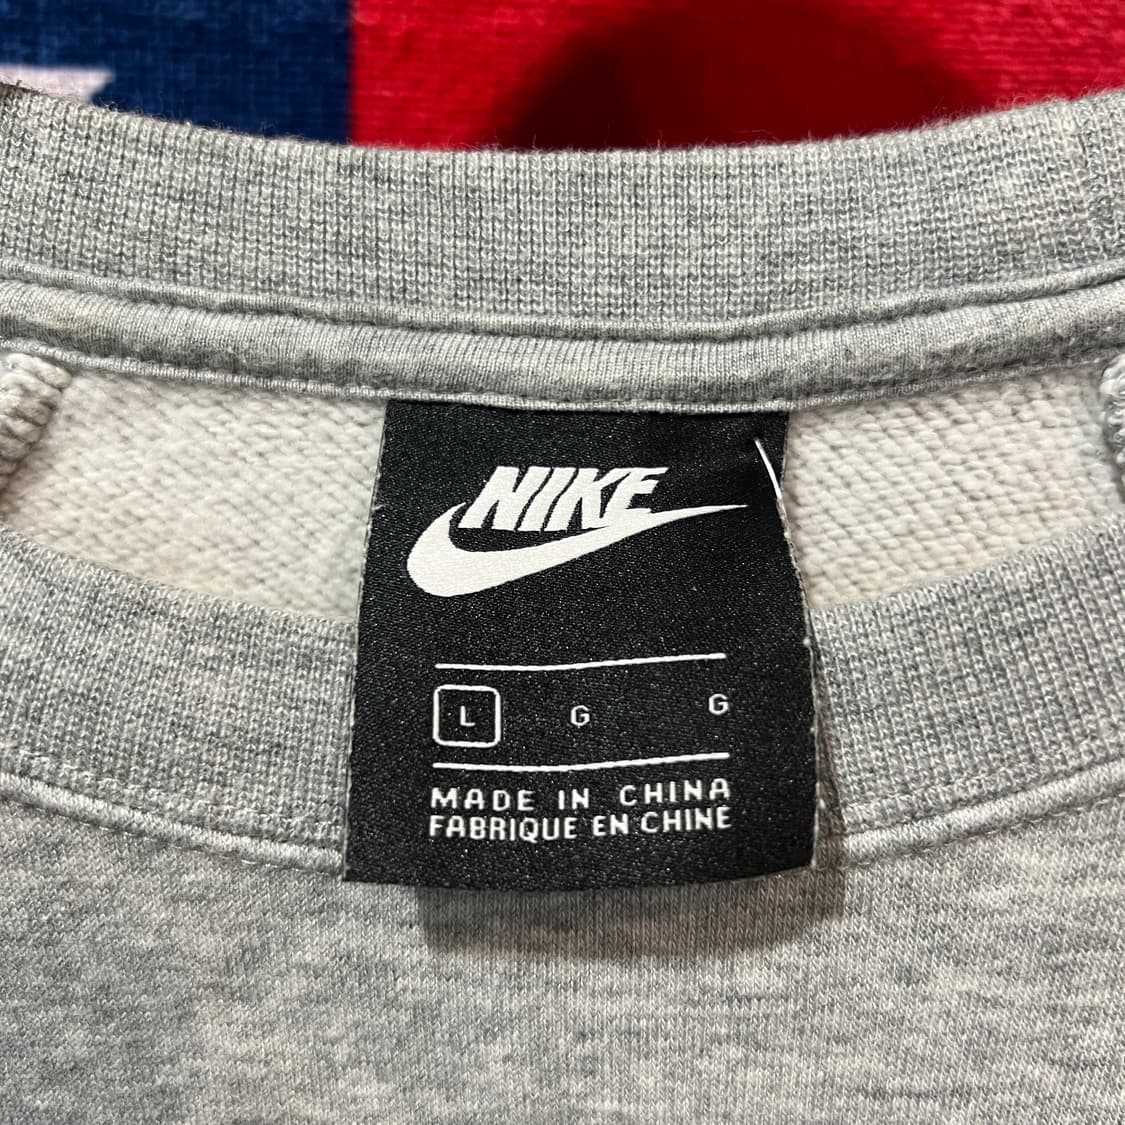 NIKE
L G G
MADE IN CHINA
FABRIQUE EN CHINE